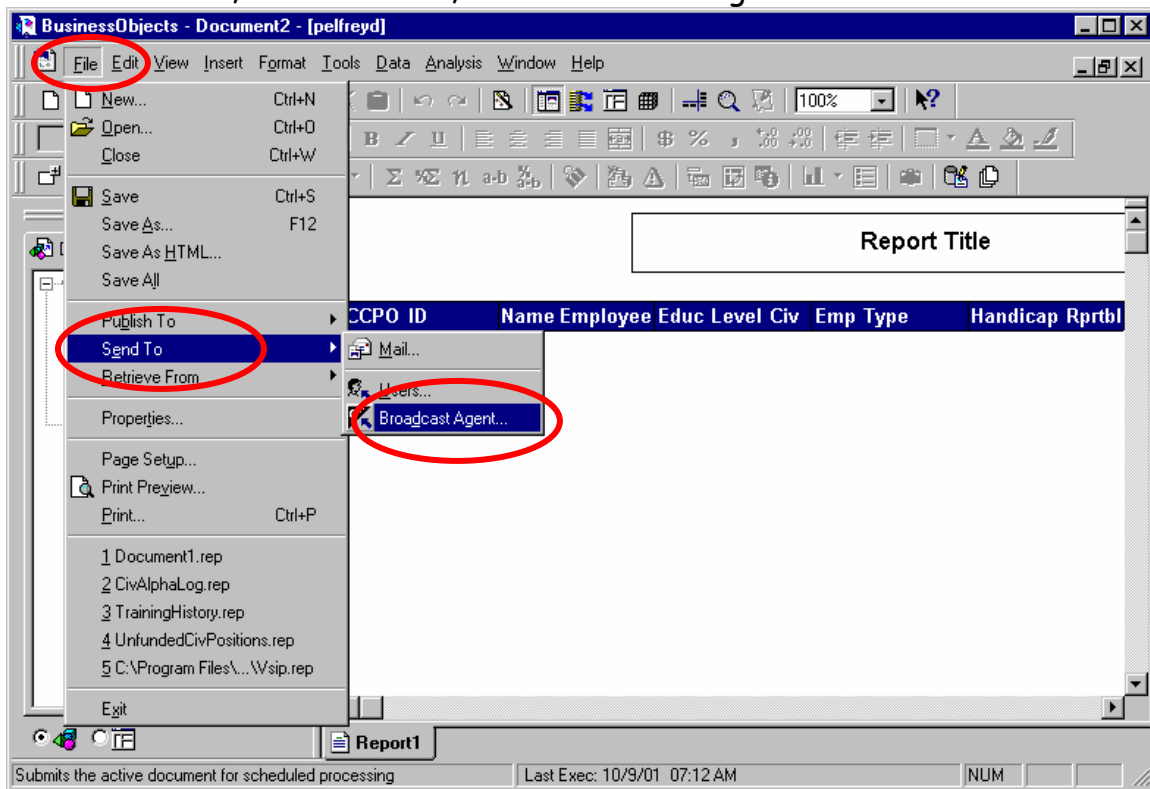 BusinessObjects - Document2 - [pelfreyd]
File Edit View Insert Format Tools Data Analysis Window Help
New... Ctrl+N
100%
Open... Ctrl+O
B I U $ % ,
Close Ctrl+W
Σ a-b
Save Ctrl+S
Save As... F12
Report Title
Save As HTML...
Save All
Publish To
CCPO ID Name Employee Educ Level Civ Emp Type Handicap Rprtbl
Send To
Mail...
Retrieve From
Users...
Properties...
Broadcast Agent...
Page Setup...
Print Preview...
Print... Ctrl+P
1 Document1.rep
2 CivAlphaLog.rep
3 TrainingHistory.rep
4 UnfundedCivPositions.rep
5 C:\Program Files\...\Vsip.rep
Exit
Report1
Submits the active document for scheduled processing Last Exec: 10/9/01 07:12 AM NUM